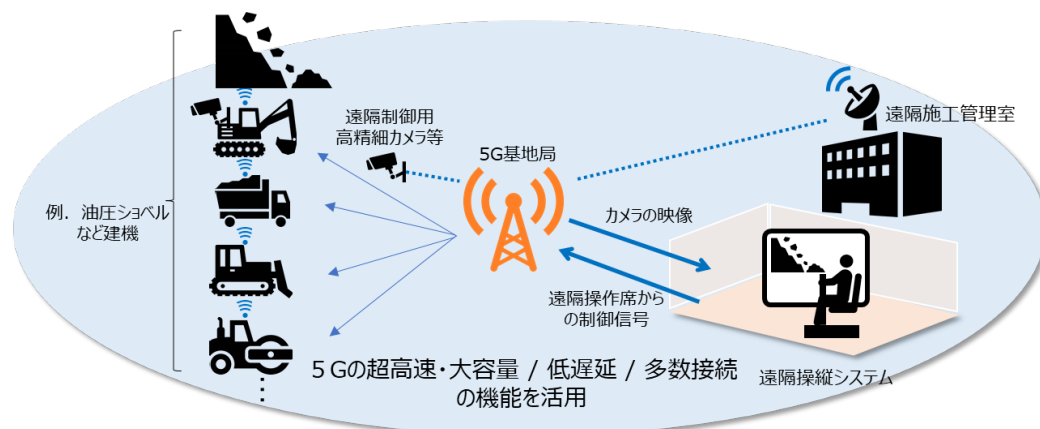 遠隔制御用
高精細カメラ等
5G基地局
遠隔施工管理室
例．油圧ショベル
など建機
カメラの映像
遠隔操作席から
の制御信号
５Gの超高速・大容量 / 低遅延 / 多数接続
の機能を活用
遠隔操縦システム